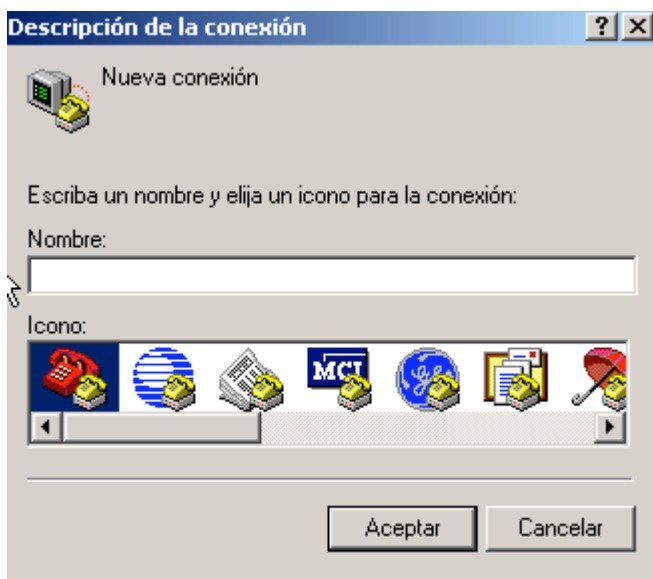 Descripción de la conexión
Nueva conexión
Escriba un nombre y elija un icono para la conexión:
Nombre:
Icono:
MCI
Aceptar
Cancelar